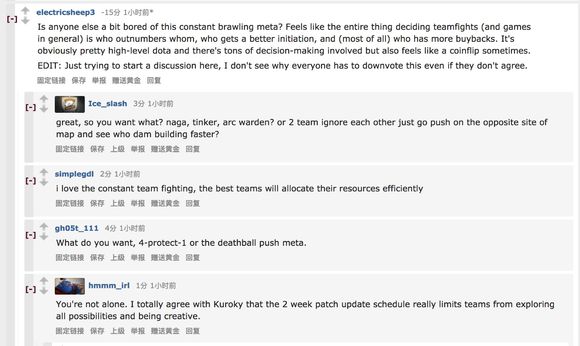 [-] electricsheep3 -15分 1小时前*
Is anyone else a bit bored of this constant brawling meta? Feels like the entire thing deciding teamfights (and games
in general) is who outnumbers whom, who gets a better initiation, and (most of all) who has more buybacks. It's
obviously pretty high-level dota and there's tons of decision-making involved but also feels like a coinflip sometimes.
EDIT: Just trying to start a discussion here, I don't see why everyone has to downvote this even if they don't agree.
固定链接 保存 举报 赠送黄金 回复
[-] Ice_slash 3分 1小时前
great, so you want what? naga, tinker, arc warden? or 2 team ignore each other just go push on the opposite site of
map and see who dam building faster?
固定链接 保存 上级 举报 赠送黄金 回复
[-] simplegdl 2分 1小时前
i love the constant team fighting, the best teams will allocate their resources efficiently
固定链接 保存 上级 举报 赠送黄金 回复
[-] gh05t_111 4分 1小时前
What do you want, 4-protect-1 or the deathball push meta.
固定链接 保存 上级 举报 赠送黄金 回复
[-] hmmm_irl 1分 1小时前
You're not alone. I totally agree with Kuroky that the 2 week patch update schedule really limits teams from exploring
all possibilities and being creative.
固定链接 保存 上级 举报 赠送黄金 回复